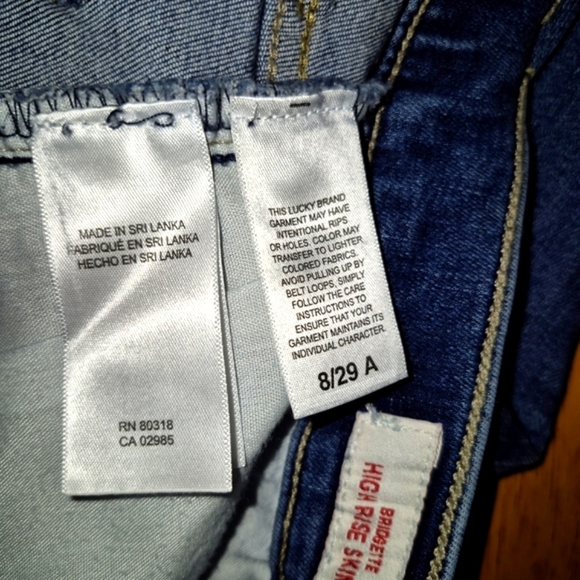 MADE IN SRI LANKA
FABRIQUÉ EN SRI LANKA
HECHO EN SRI LANKA
RN 80318
CA 02985
THIS LUCKY BRAND
GARMENT MAY HAVE
INTENTIONAL RIPS
OR HOLES. COLOR MAY
TRANSFER TO LIGHTER
COLORED FABRICS.
AVOID PULLING UP BY
BELT LOOPS, SIMPLY
FOLLOW THE CARE
INSTRUCTIONS TO
ENSURE THAT YOUR
GARMENT MAINTAINS ITS
INDIVIDUAL CHARACTER.
8/29 A
BRIDGETTE
HIGH RISE SKIN